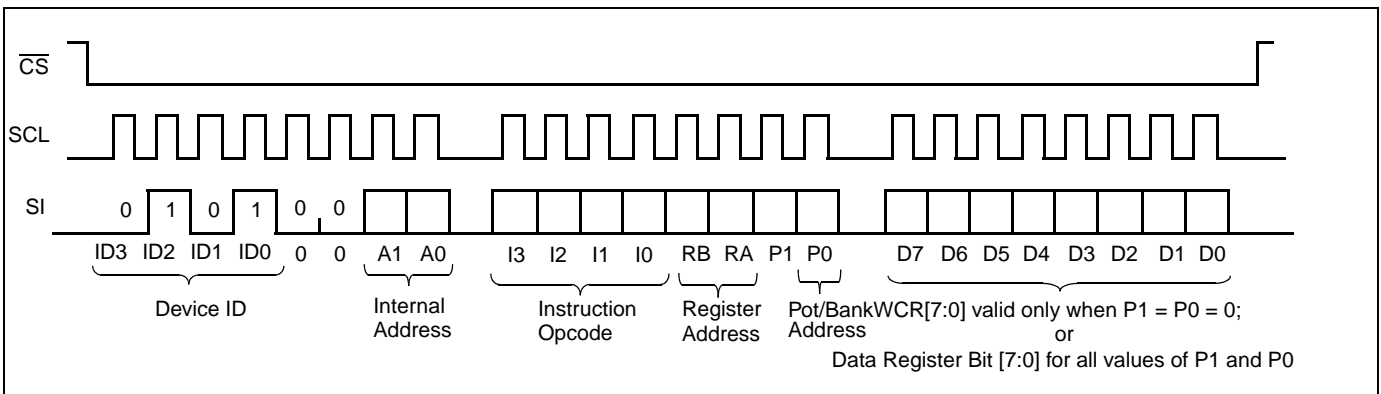 CS
SCL
SI 0 1 0 1 0 0
ID3 ID2 ID1 ID0 0 0 A1 A0 I3 I2 I1 I0 RB RA P1 P0 D7 D6 D5 D4 D3 D2 D1 D0
Device ID Internal Instruction Register Pot/BankWCR[7:0] valid only when P1 = P0 = 0;
Address Opcode Address Address or
Data Register Bit [7:0] for all values of P1 and P0